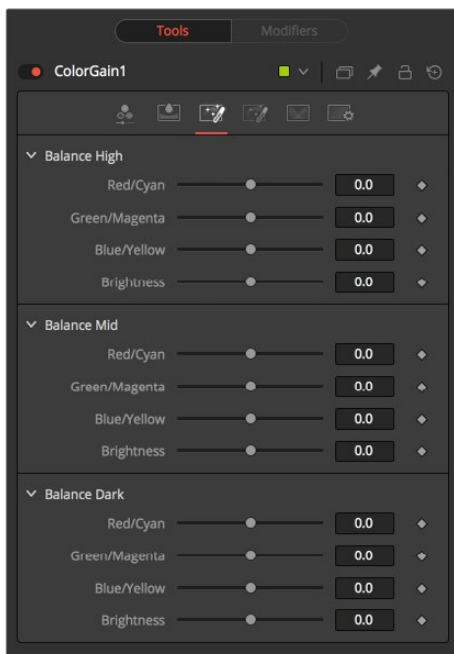 Tools Modifiers
ColorGain1
Balance High
Red/Cyan 0.0
Green/Magenta 0.0
Blue/Yellow 0.0
Brightness 0.0
Balance Mid
Red/Cyan 0.0
Green/Magenta 0.0
Blue/Yellow 0.0
Brightness 0.0
Balance Dark
Red/Cyan 0.0
Green/Magenta 0.0
Blue/Yellow 0.0
Brightness 0.0